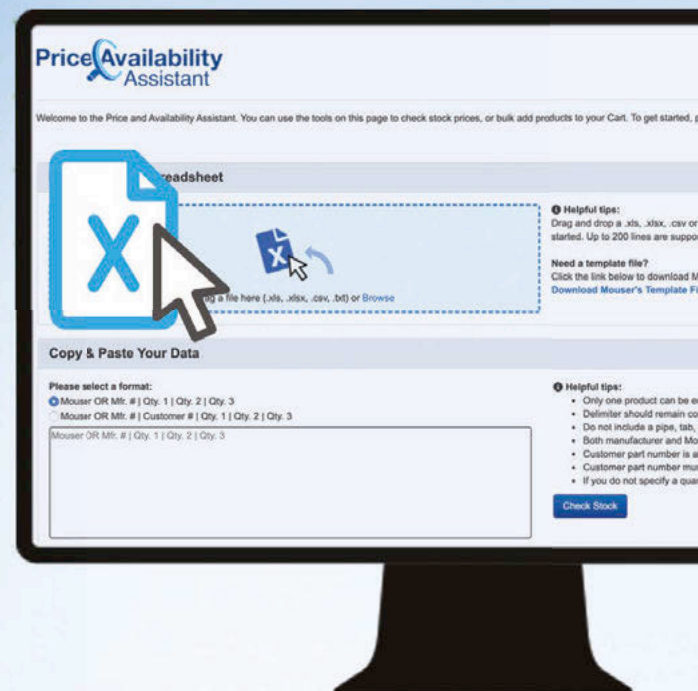 Price Availability
Assistant
Welcome to the Price and Availability Assistant. You can use the tools on this page to check stock prices, or bulk add products to your Cart. To get started,
X
readsheet
X
a file here (.xls, .xlsx, .csv, .txt) or Browse
Helpful tips:
Drag and drop a .xls, .xlsx, .csv or
started. Up to 200 lines are
Need a template file?
Click the link below to download
Download Mouser's Template
Copy & Paste Your Data
Please select a format:
Mouser OR Mfr. # | Qty. 1 | Qty. 2 | Qty. 3
Mouser OR Mfr. # | Customer # | Qty. 1 | Qty. 2 | Qty. 3
Mouser OR Mfr. # | Qty. 1 | Qty. 2 | Qty. 3
Helpful tips:
Only one product can be
Delimiter should remain
Do not include a pipe, tab,
Both manufacturer and
Customer part number is
Customer part number
If you do not specify a
Check Stock